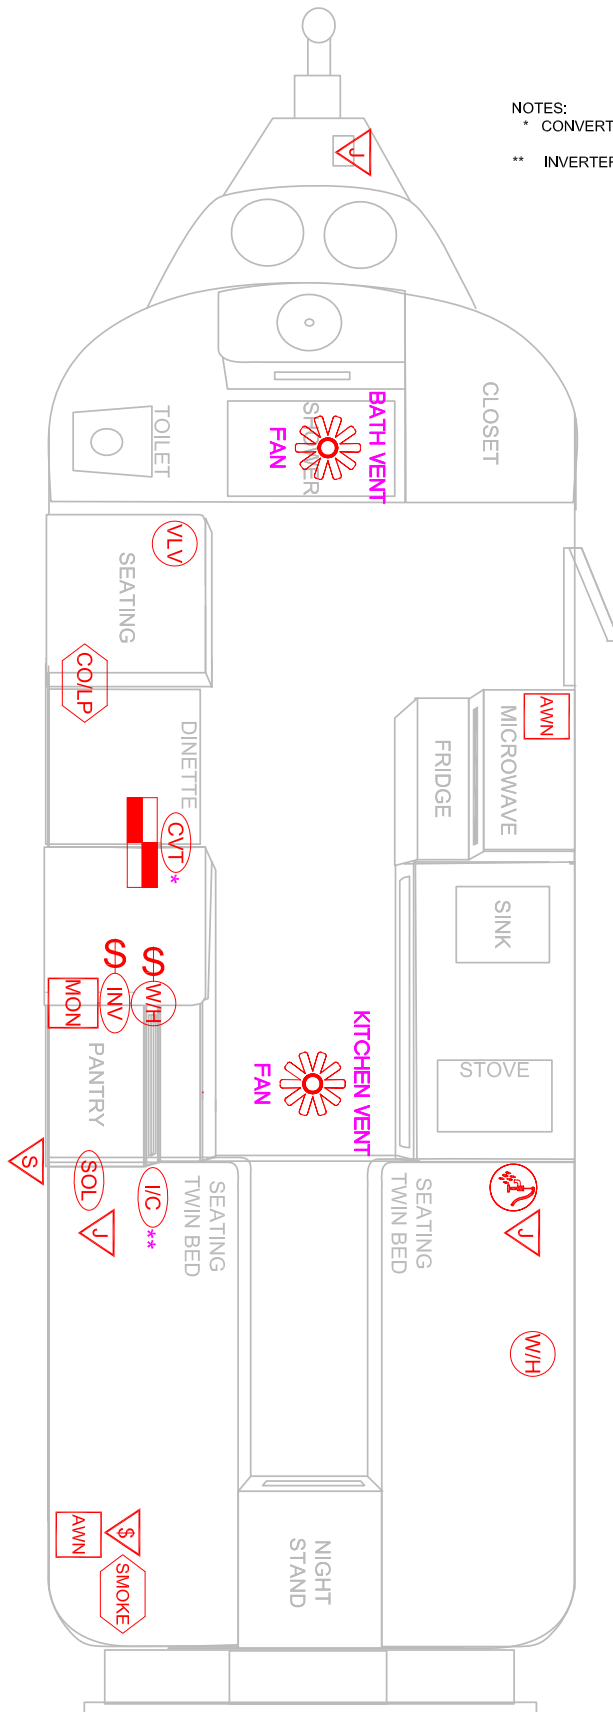 NOTES:
* CONVERT
** INVERTER
J
CLOSET
BATH VENT
FAN
SHOWER
TOILET
VLV
SEATING
CO/LP
AWN
MICROWAVE
FRIDGE
DINETTE
CVT
*
SINK
$
$
W/H
INV
MON
KITCHEN VENT
FAN
STOVE
PANTRY
S
SOL
I/C
**
J
SEATING
TWIN BED
SEATING
TWIN BED
J
W/H
AWN
$
SMOKE
NIGHT
STAND